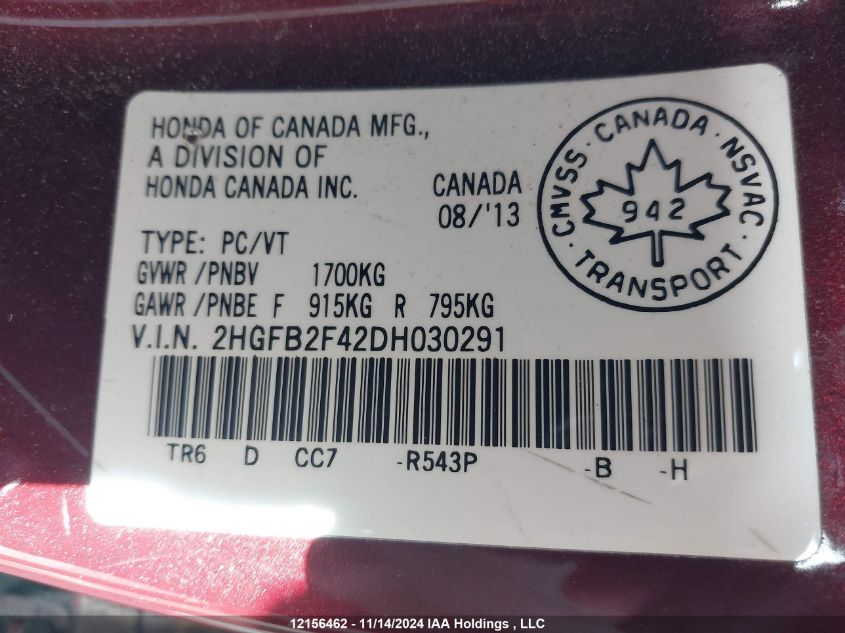 HONDA OF CANADA MFG.,
A DIVISION OF
HONDA CANADA INC.
CANADA
08/'13
TYPE: PC/VT
GVWR/PNBV 1700KG
GAWR/PNBE F 915KG R 795KG
V.I.N. 2HGFB2F42DH030291
TR6 D CC7 -R543P -B -H
CMVSS · CANADA · NSVAC
942
· TRANSPORT ·
12156462 - 11/14/2024 IAA Holdings , LLC